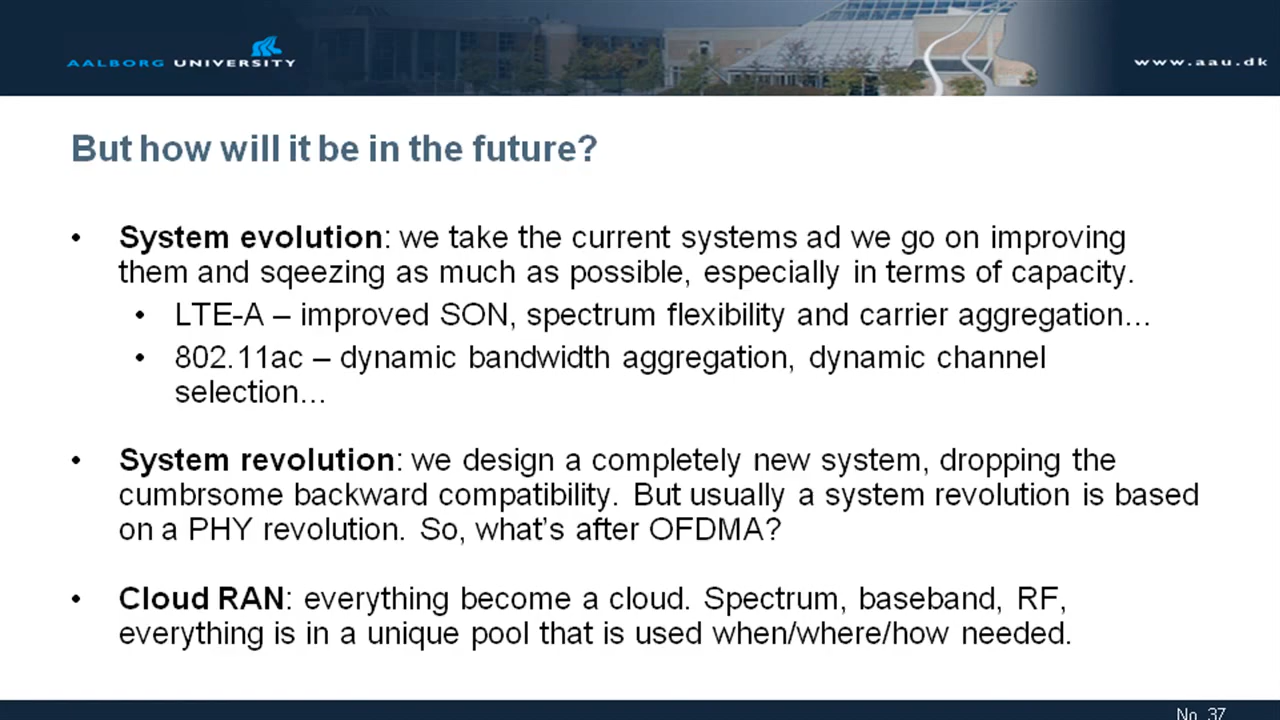 AALBORG UNIVERSITY
www.aau.dk
But how will it be in the future?
• System evolution: we take the current systems ad we go on improving
them and sqeezing as much as possible, especially in terms of capacity.
• LTE-A – improved SON, spectrum flexibility and carrier aggregation...
• 802.11ac – dynamic bandwidth aggregation, dynamic channel
selection...
• System revolution: we design a completely new system, dropping the
cumbrsome backward compatibility. But usually a system revolution is based
on a PHY revolution. So, what's after OFDMA?
• Cloud RAN: everything become a cloud. Spectrum, baseband, RF,
everything is in a unique pool that is used when/where/how needed.
No. 37